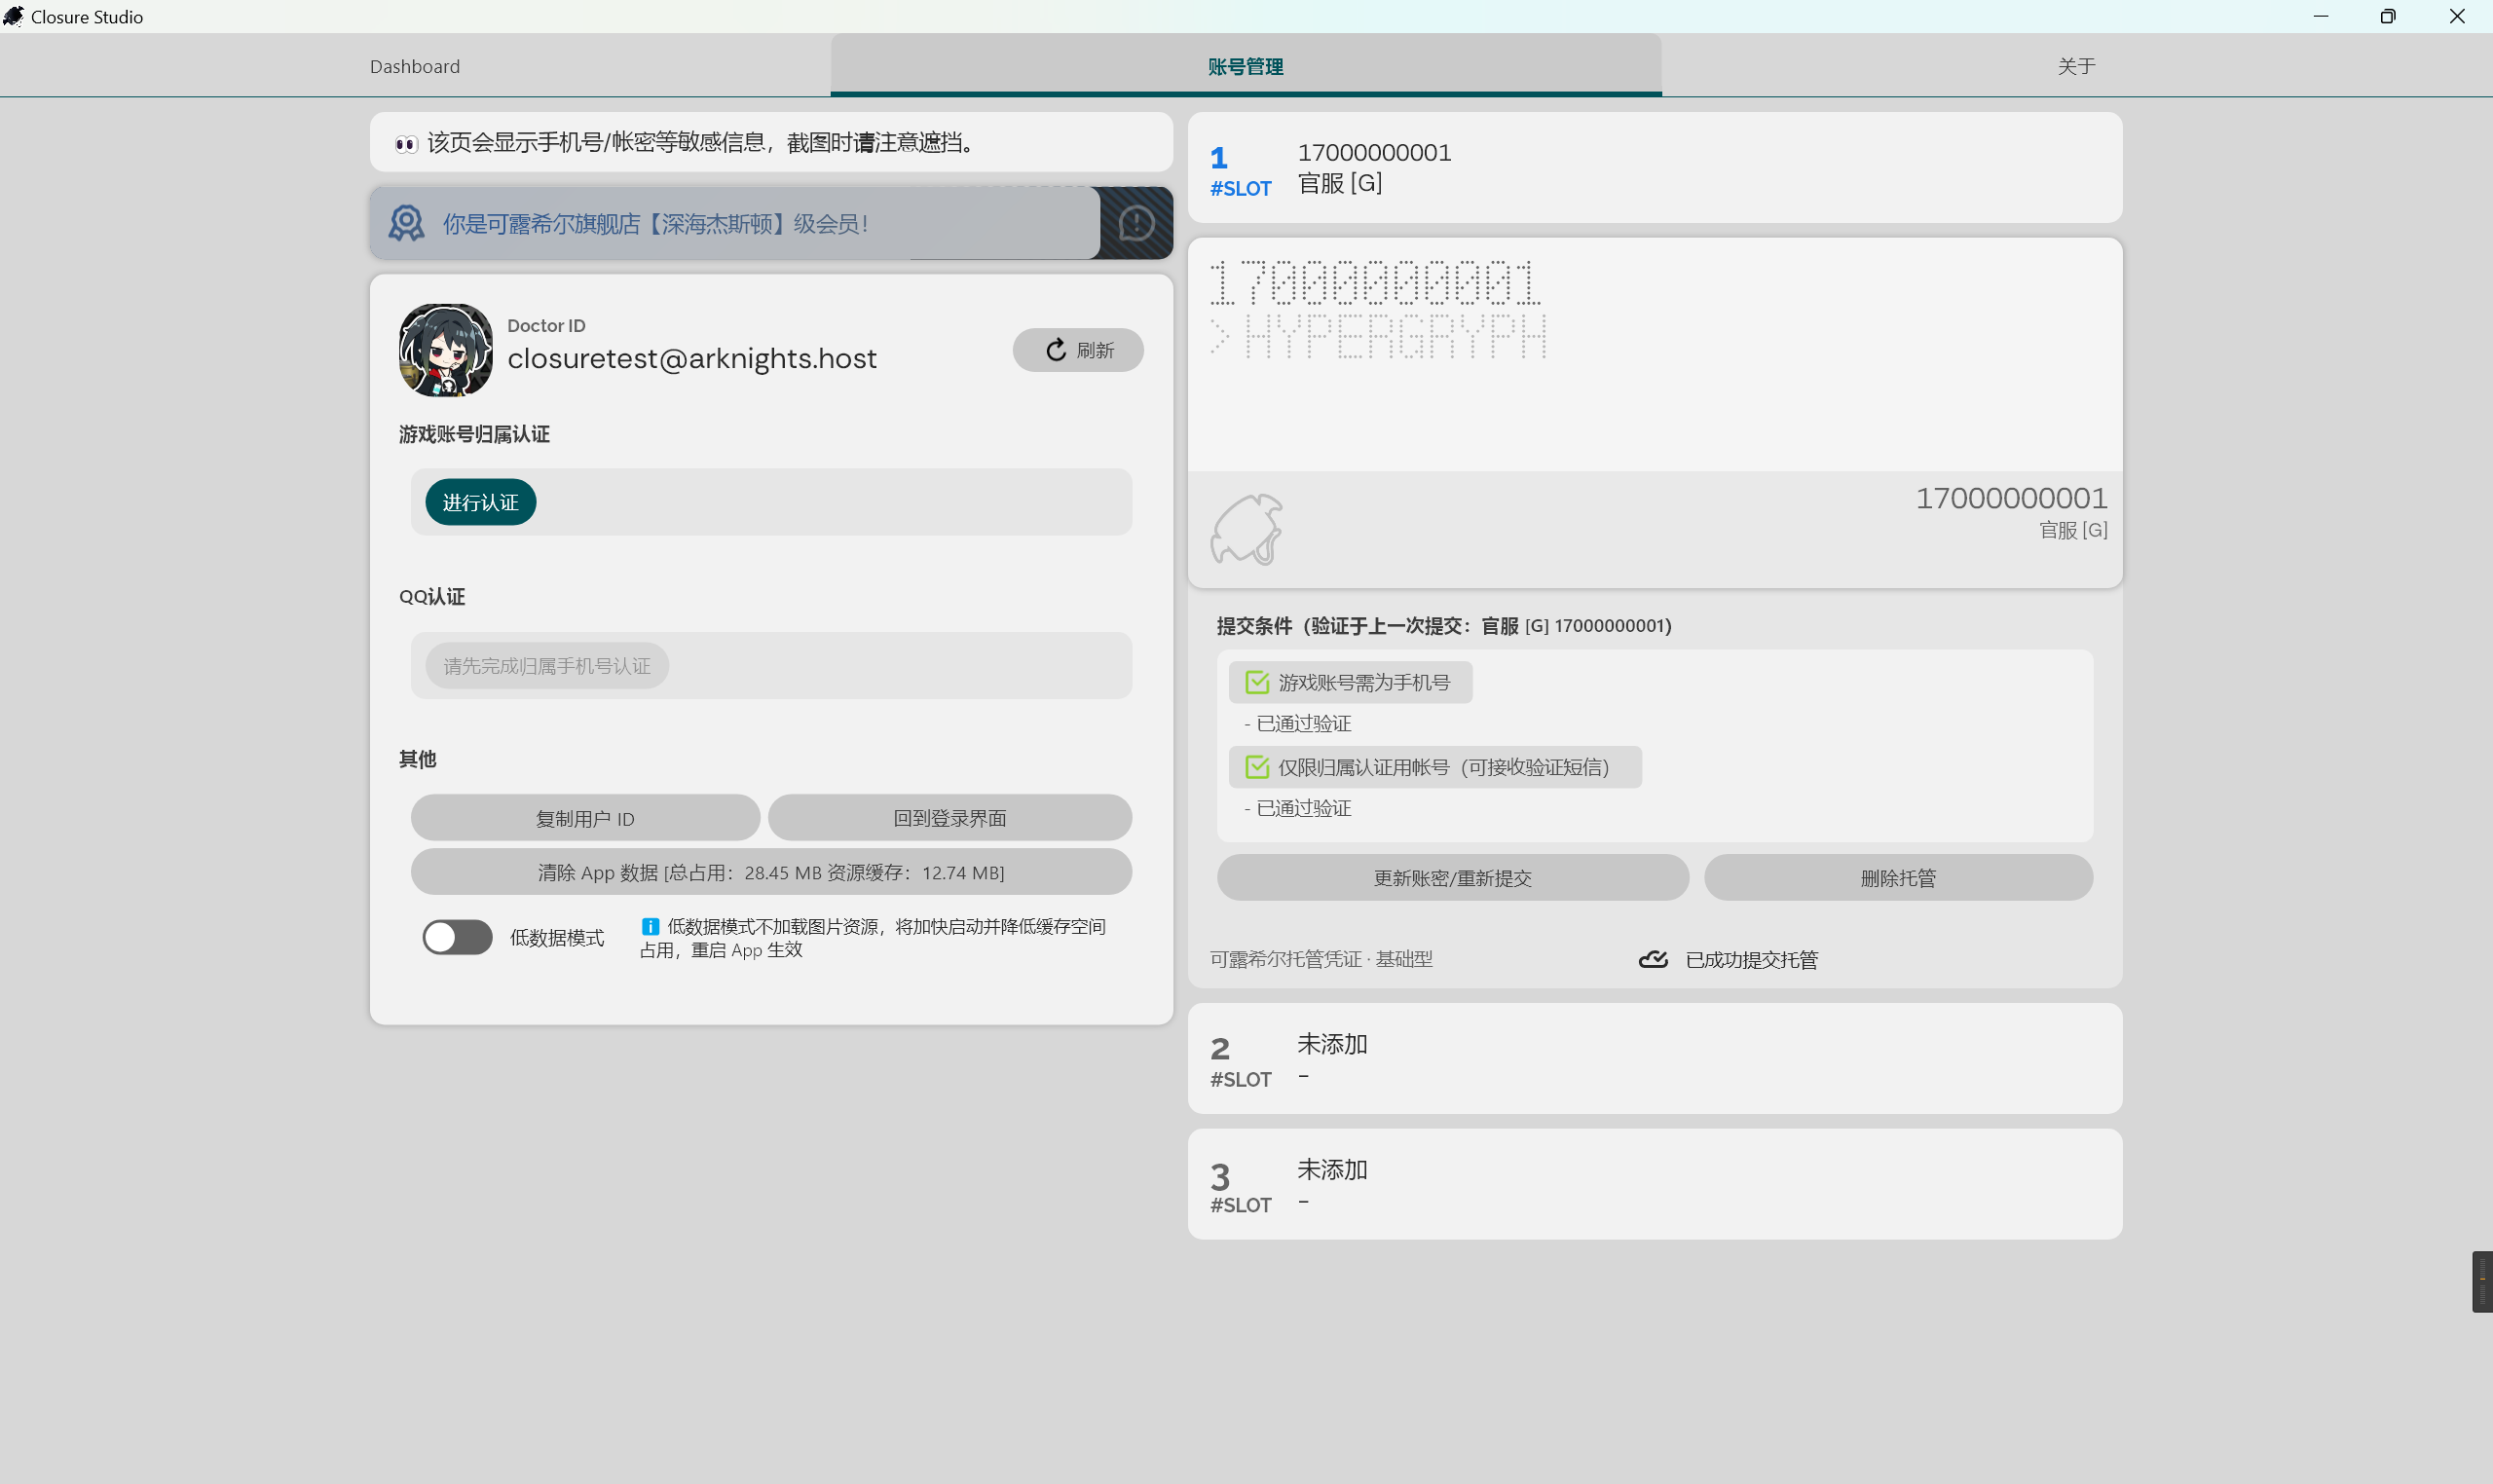 Closure Studio
Dashboard
账号管理
关于
👀 该页会显示手机号/帐密等敏感信息，截图时请注意遮挡。
你是可露希尔旗舰店【深海杰斯顿】级会员！
Doctor ID
closuretest@arknights.host
刷新
游戏账号归属认证
进行认证
QQ认证
请先完成归属手机号认证
其他
复制用户 ID
回到登录界面
清除 App 数据 [总占用：28.45 MB 资源缓存：12.74 MB]
低数据模式
ℹ️ 低数据模式不加载图片资源，将加快启动并降低缓存空间
占用，重启 App 生效
1
#SLOT
17000000001
官服 [G]
17000000001
>HYPERGRYPH
17000000001
官服 [G]
提交条件（验证于上一次提交：官服 [G] 17000000001)
游戏账号需为手机号
- 已通过验证
仅限归属认证用帐号（可接收验证短信）
- 已通过验证
更新账密/重新提交
删除托管
可露希尔托管凭证 · 基础型
已成功提交托管
2
#SLOT
未添加
-
3
#SLOT
未添加
-